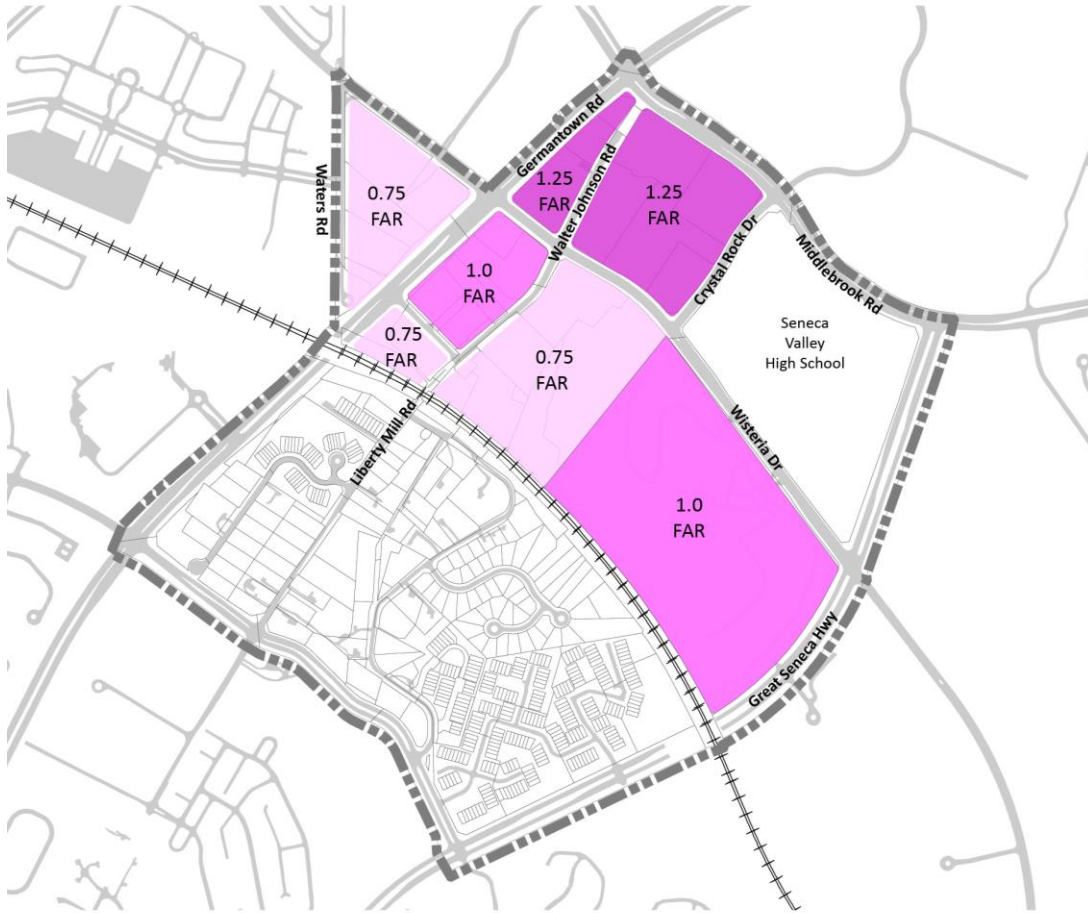 Germantown Rd
Waters Rd
0.75
FAR
1.25
FAR
Walter Johnson Rd
1.25
FAR
Crystal Rock Dr
Middlebrook Rd
1.0
FAR
Seneca
Valley
High School
0.75
FAR
0.75
FAR
Liberty Mill Rd
Wisteria Dr
1.0
FAR
Great Seneca Hwy